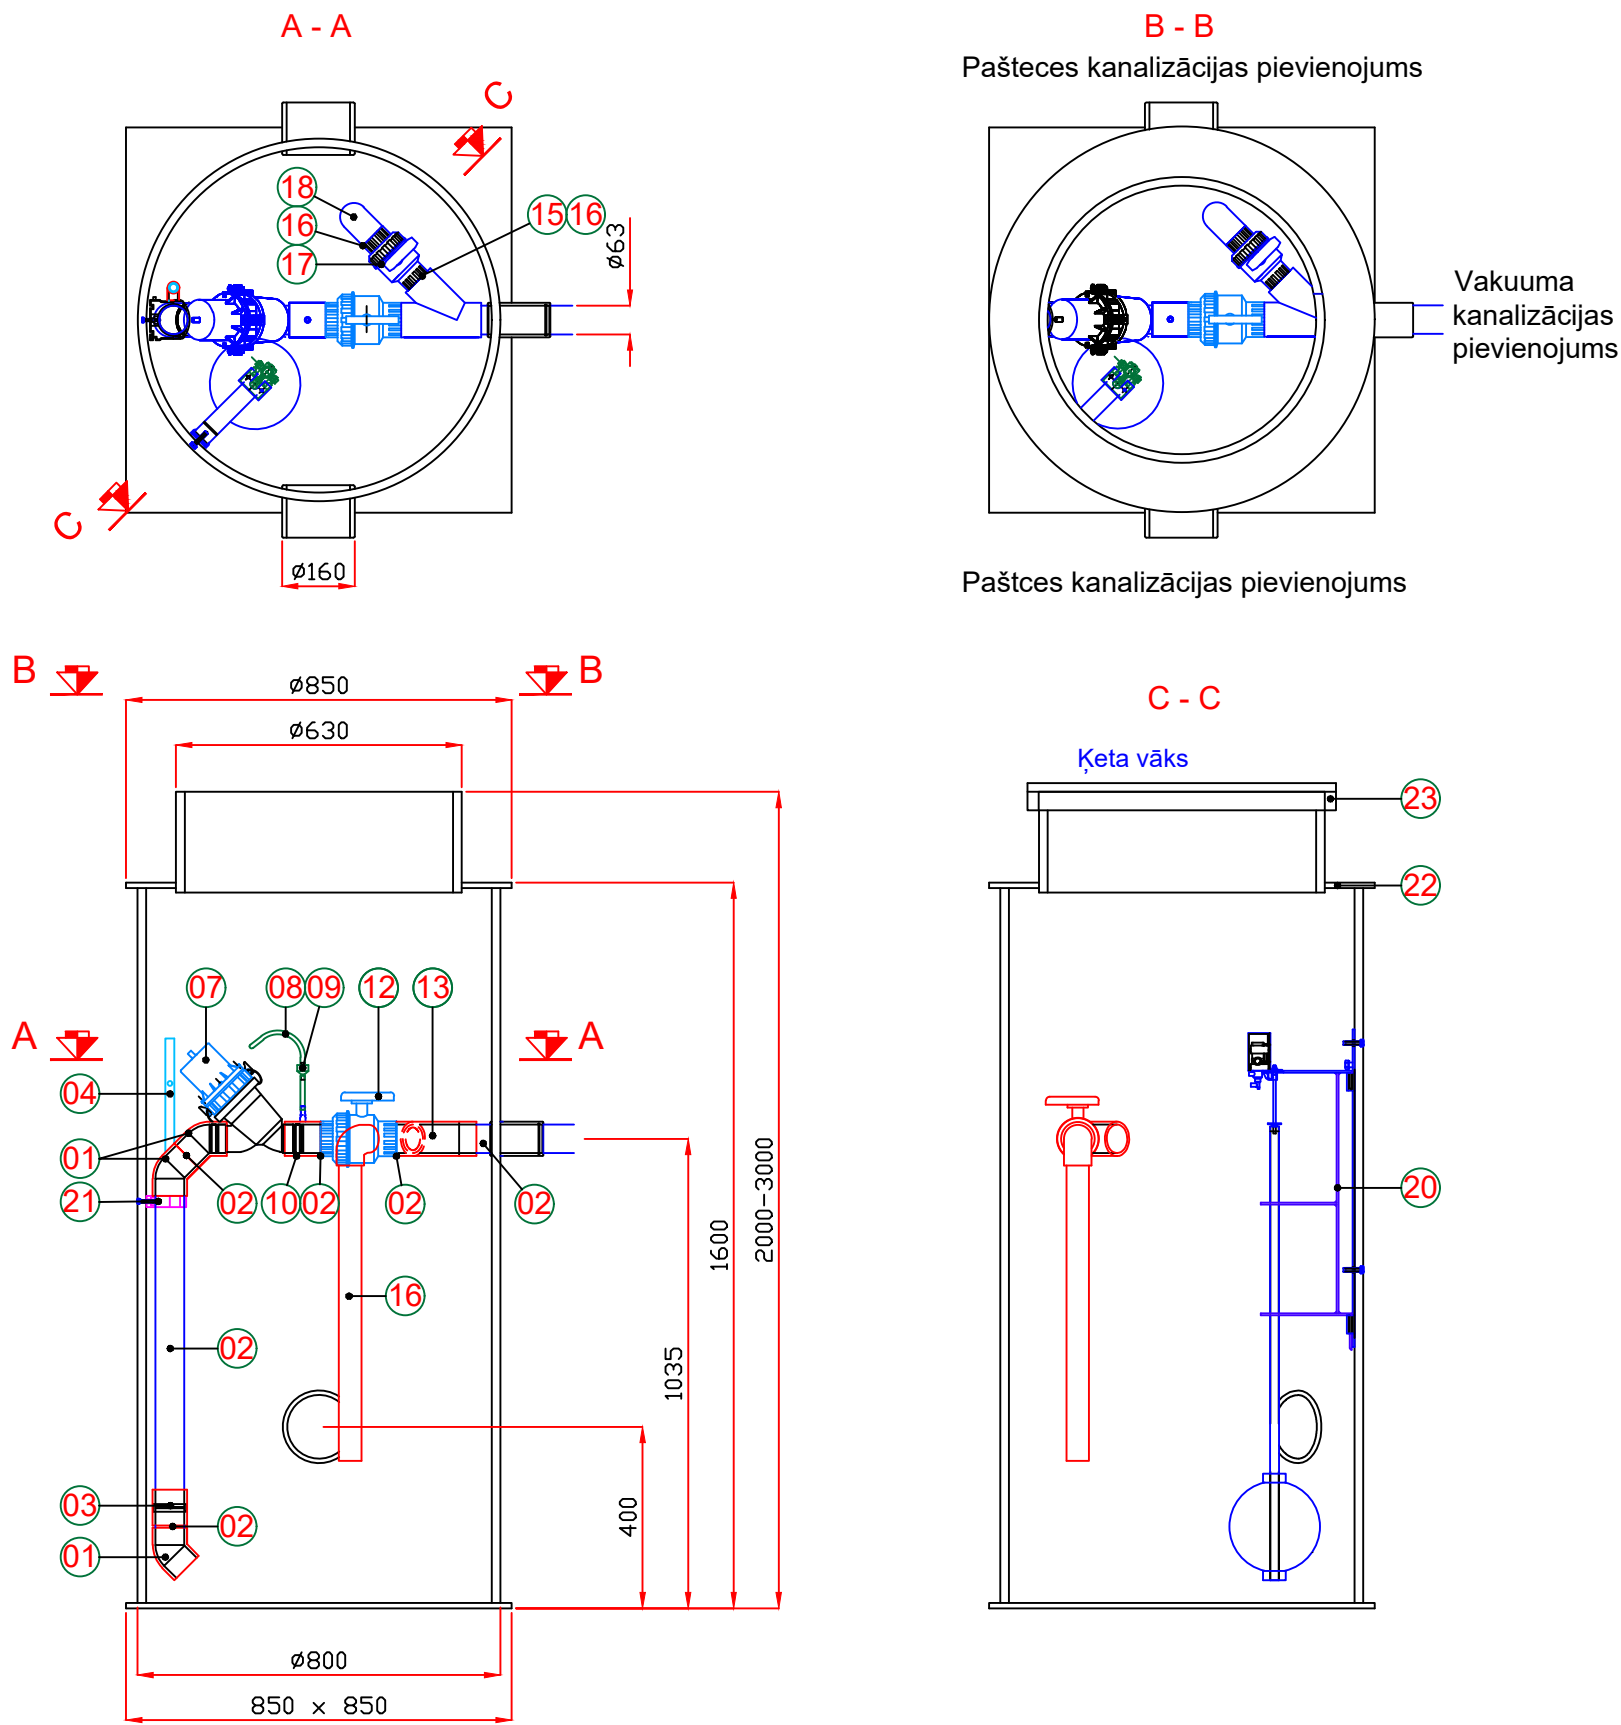 A - A
B - B
Pašteces kanalizācijas pievienojums
C
18
16
17
15 16
ø63
Vakuuma
kanalizācijas
pievienojums
C
ø160
Paštces kanalizācijas pievienojums
B
B
ø850
ø630
C - C
Ķeta vāks
23
22
07
08 09
12
13
A
A
04
01
21
02
10 02
02
02
20
16
02
03
02
01
2000-3000
1600
1035
400
ø800
850 x 850